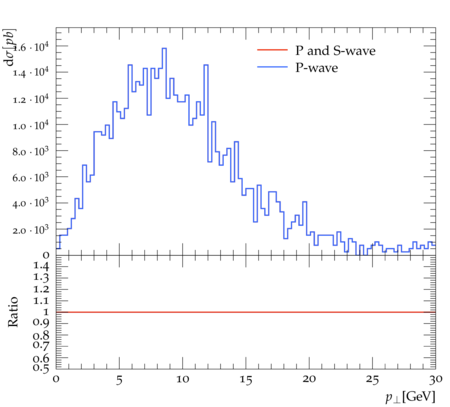 dσ[pb]
1.6 · 10⁴
1.4 · 10⁴
1.2 · 10⁴
1.0 · 10⁴
8.0 · 10³
6.0 · 10³
4.0 · 10³
2.0 · 10³
0
P and S-wave
P-wave
Ratio
1.4
1.3
1.2
1.1
1
0.9
0.8
0.7
0.6
0.5
0 5 10 15 20 25 30
p⊥[GeV]